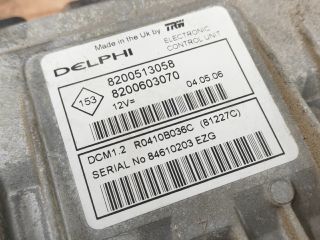 Made in the Uk by TRW
DELPHI
ELECTRONIC
CONTROL UNIT
153
8200513058
8200603070
12V= 04.05.06
DCM1.2 R0410B036C (81227C)
SERIAL No 84610203 EZG